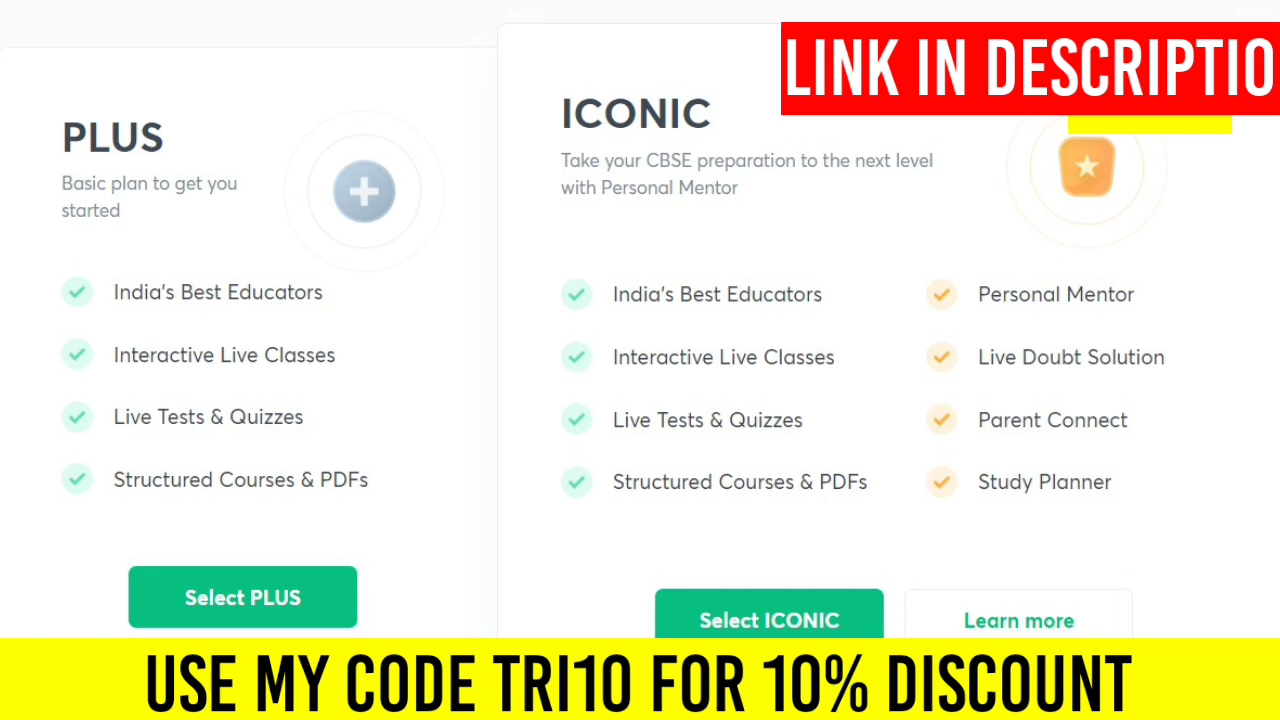 LINK IN DESCRIPTIO
PLUS
Basic plan to get you
started
India's Best Educators
Interactive Live Classes
Live Tests & Quizzes
Structured Courses & PDFs
Select PLUS
ICONIC
Take your CBSE preparation to the next level
with Personal Mentor
India's Best Educators
Interactive Live Classes
Live Tests & Quizzes
Structured Courses & PDFs
Personal Mentor
Live Doubt Solution
Parent Connect
Study Planner
Select ICONIC
Learn more
USE MY CODE TRI10 FOR 10% DISCOUNT